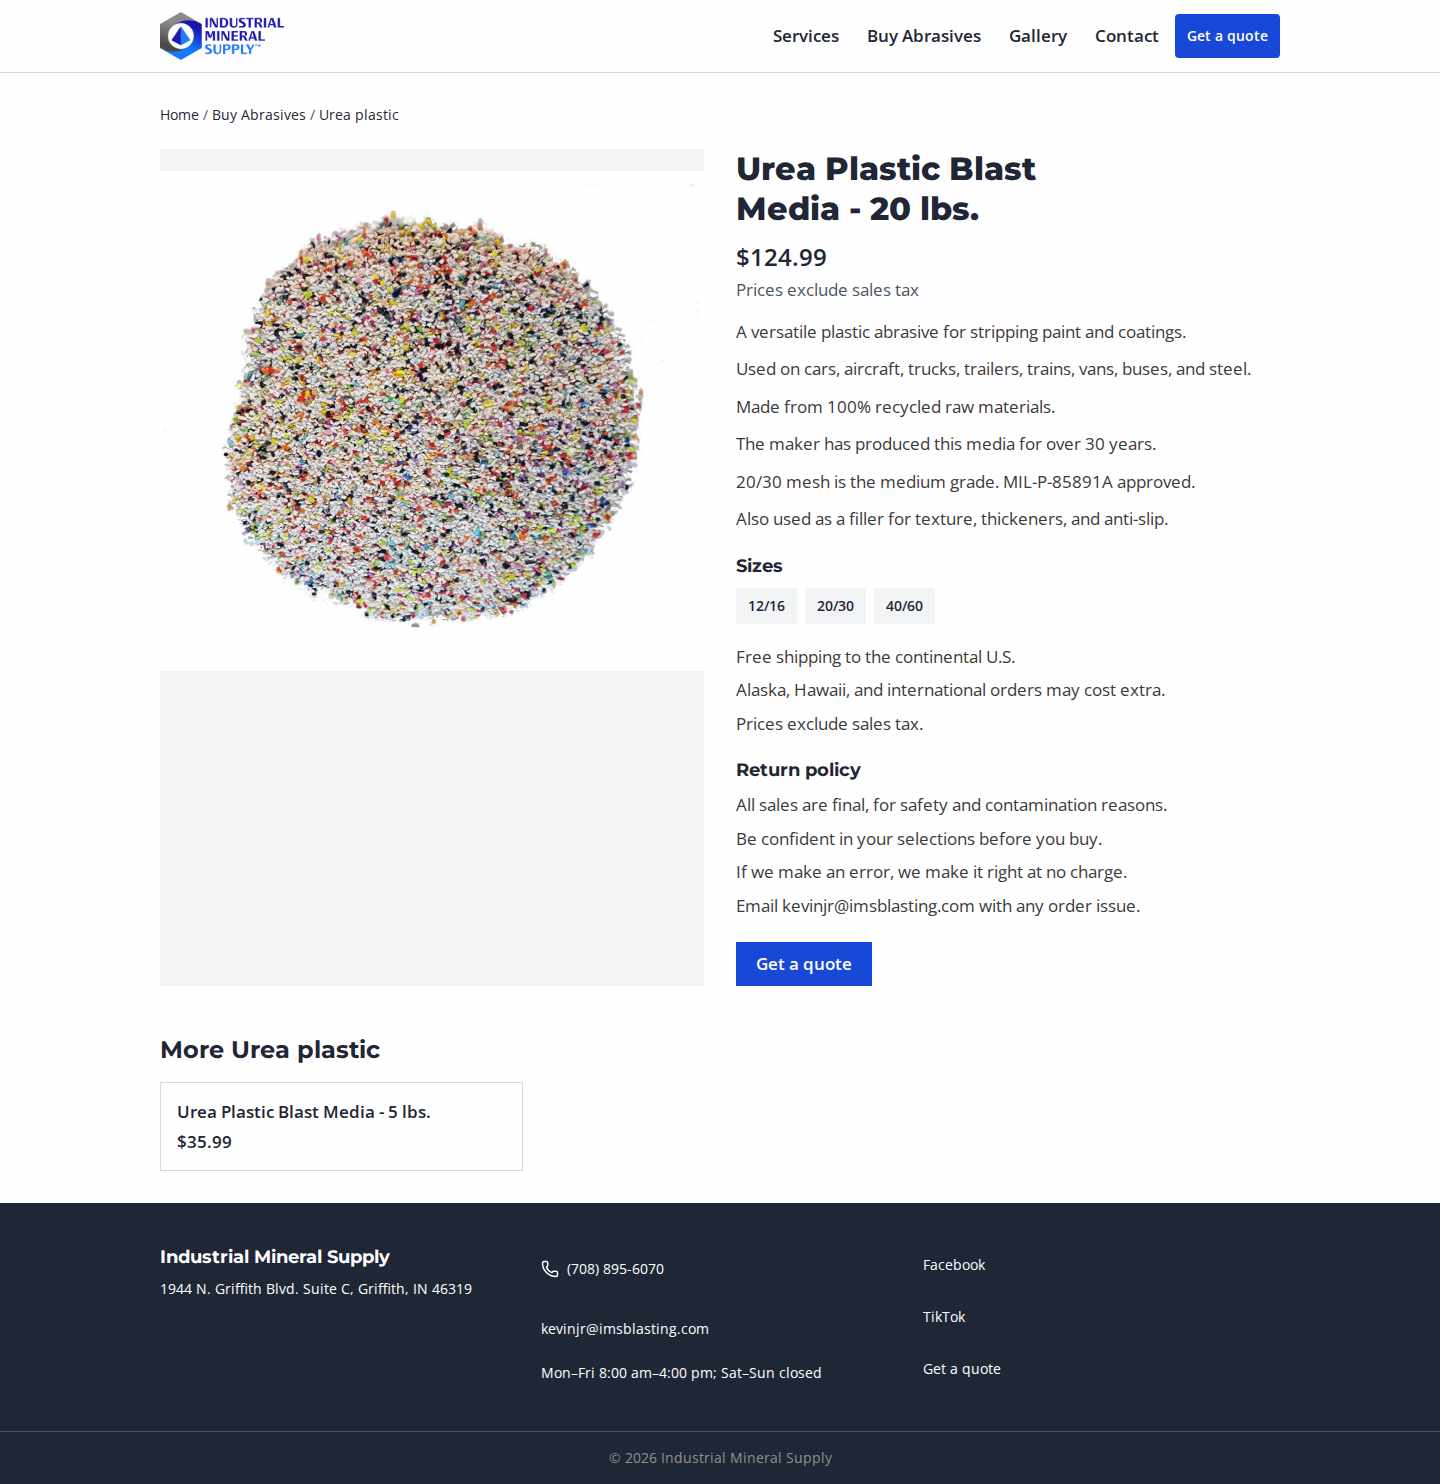 INDUSTRIAL
MINERAL
SUPPLY™
Services
Buy Abrasives
Gallery
Contact
Get a quote
Home / Buy Abrasives / Urea plastic
Urea Plastic Blast
Media - 20 lbs.
$124.99
Prices exclude sales tax
A versatile plastic abrasive for stripping paint and coatings.
Used on cars, aircraft, trucks, trailers, trains, vans, buses, and steel.
Made from 100% recycled raw materials.
The maker has produced this media for over 30 years.
20/30 mesh is the medium grade. MIL-P-85891A approved.
Also used as a filler for texture, thickeners, and anti-slip.
Sizes
12/16
20/30
40/60
Free shipping to the continental U.S.
Alaska, Hawaii, and international orders may cost extra.
Prices exclude sales tax.
Return policy
All sales are final, for safety and contamination reasons.
Be confident in your selections before you buy.
If we make an error, we make it right at no charge.
Email kevinjr@imsblasting.com with any order issue.
Get a quote
More Urea plastic
Urea Plastic Blast Media - 5 lbs.
$35.99
Industrial Mineral Supply
1944 N. Griffith Blvd. Suite C, Griffith, IN 46319
(708) 895-6070
kevinjr@imsblasting.com
Mon–Fri 8:00 am–4:00 pm; Sat–Sun closed
Facebook
TikTok
Get a quote
© 2026 Industrial Mineral Supply